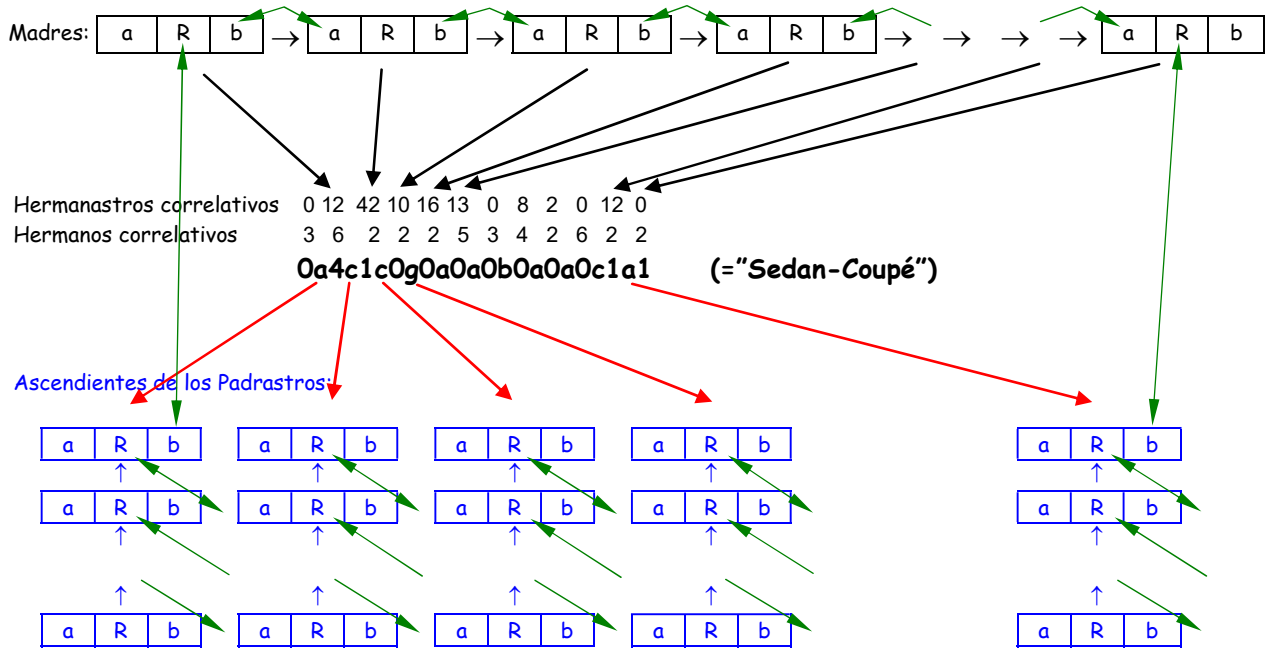 Madres: a R b → a R b → a R b → a R b → → → → a R b
Hermanastros correlativos 0 12 42 10 16 13 0 8 2 0 12 0
Hermanos correlativos 3 6 2 2 2 5 3 4 2 6 2 2
0a4c1c0g0a0a0b0a0a0c1a1 (="Sedan-Coupé")
Ascendientes de los Padrastros:
a R b a R b a R b a R b a R b
↑ ↑ ↑ ↑ ↑
a R b a R b a R b a R b a R b
↑ ↑ ↑ ↑ ↑
↑ ↑ ↑ ↑ ↑
a R b a R b a R b a R b a R b